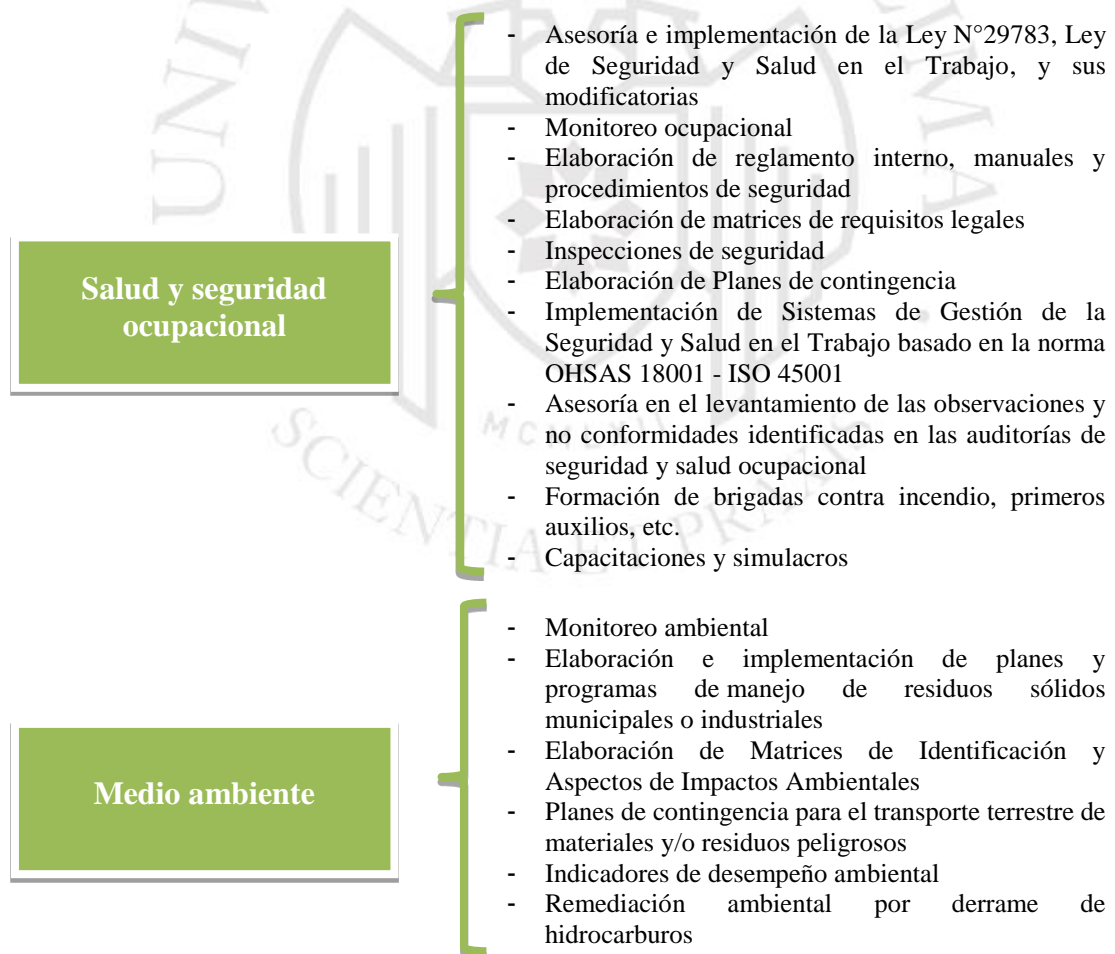 - Asesoría e implementación de la Ley N°29783, Ley
de Seguridad y Salud en el Trabajo, y sus
modificatorias
- Monitoreo ocupacional
- Elaboración de reglamento interno, manuales y
procedimientos de seguridad
- Elaboración de matrices de requisitos legales
- Inspecciones de seguridad
- Elaboración de Planes de contingencia
- Implementación de Sistemas de Gestión de la
Seguridad y Salud en el Trabajo basado en la norma
OHSAS 18001 - ISO 45001
- Asesoría en el levantamiento de las observaciones y
no conformidades identificadas en las auditorías de
seguridad y salud ocupacional
- Formación de brigadas contra incendio, primeros
auxilios, etc.
- Capacitaciones y simulacros
Salud y seguridad
ocupacional
- Monitoreo ambiental
- Elaboración e implementación de planes y
programas de manejo de residuos sólidos
municipales o industriales
- Elaboración de Matrices de Identificación y
Aspectos de Impactos Ambientales
- Planes de contingencia para el transporte terrestre de
materiales y/o residuos peligrosos
- Indicadores de desempeño ambiental
- Remediación ambiental por derrame de
hidrocarburos
Medio ambiente
SCIENTIA ET PRAXIS